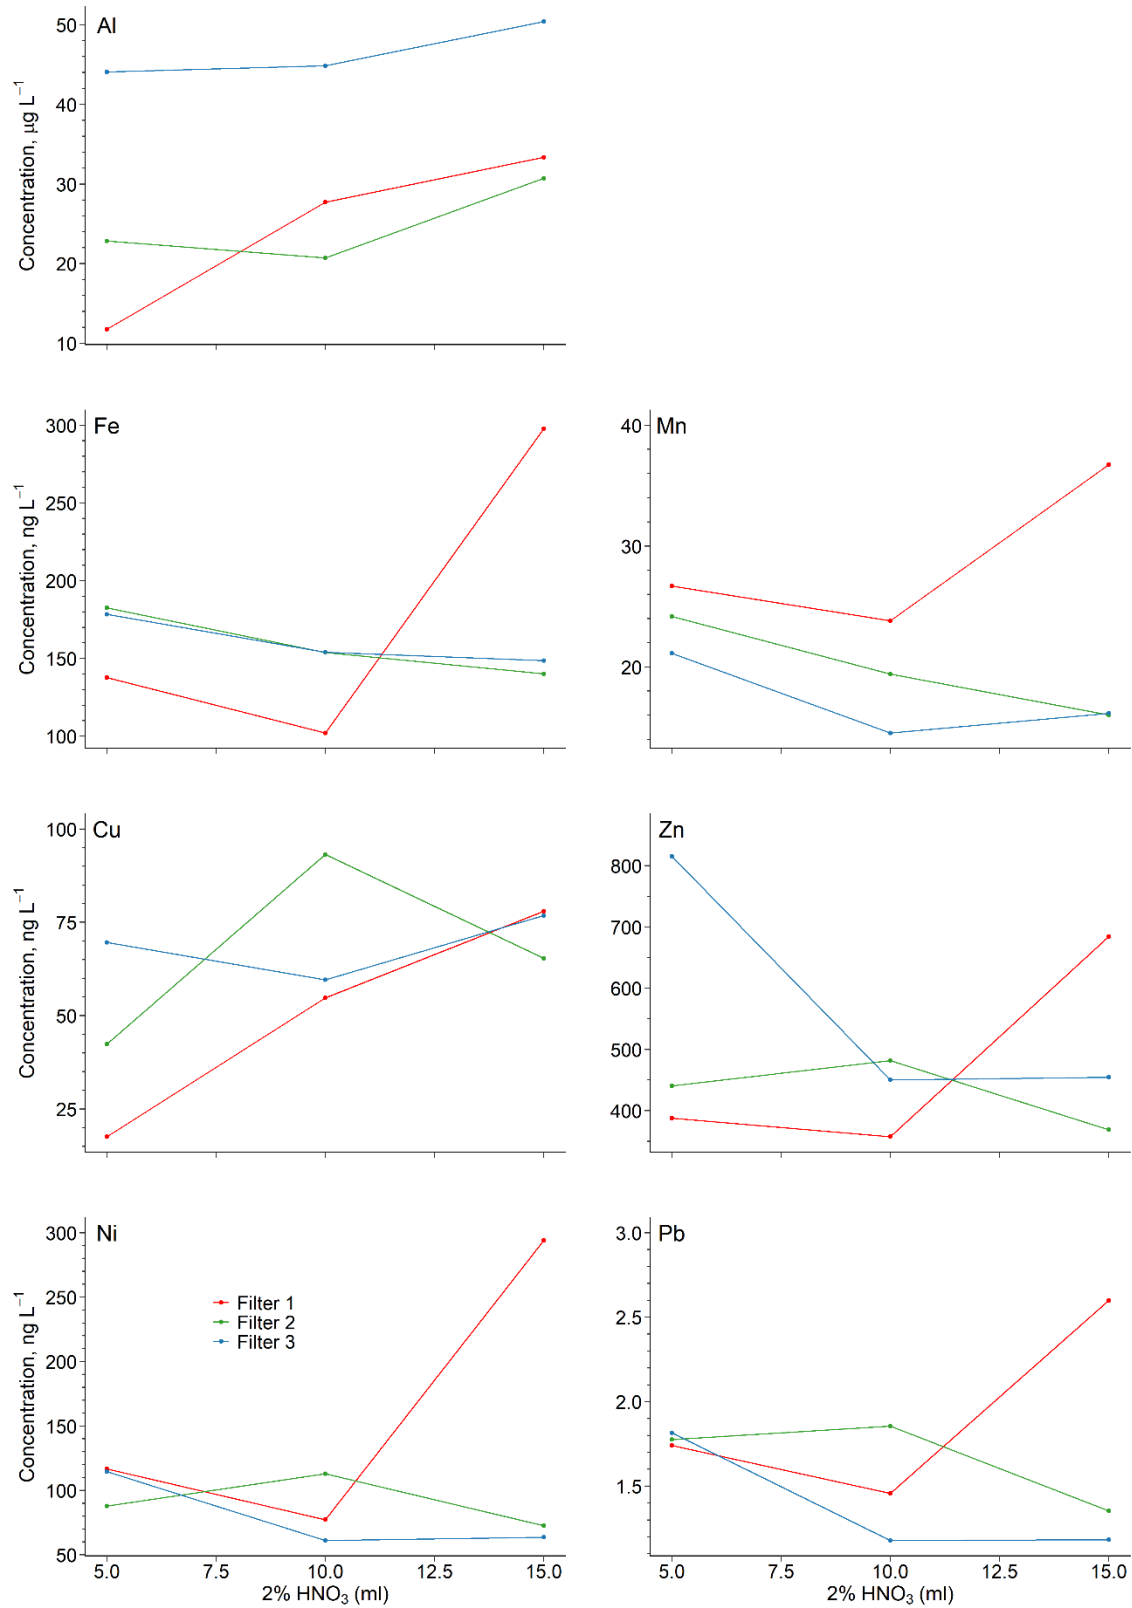 Al
Concentration, µg L⁻¹
50
40
30
20
10
Fe
Concentration, ng L⁻¹
300
250
200
150
100
Mn
40
30
20
Cu
Concentration, ng L⁻¹
100
75
50
25
Zn
800
700
600
500
400
Ni
Concentration, ng L⁻¹
300
250
200
150
100
50
Filter 1
Filter 2
Filter 3
5.0 7.5 10.0 12.5 15.0
2% HNO₃ (ml)
Pb
3.0
2.5
2.0
1.5
5.0 7.5 10.0 12.5 15.0
2% HNO₃ (ml)